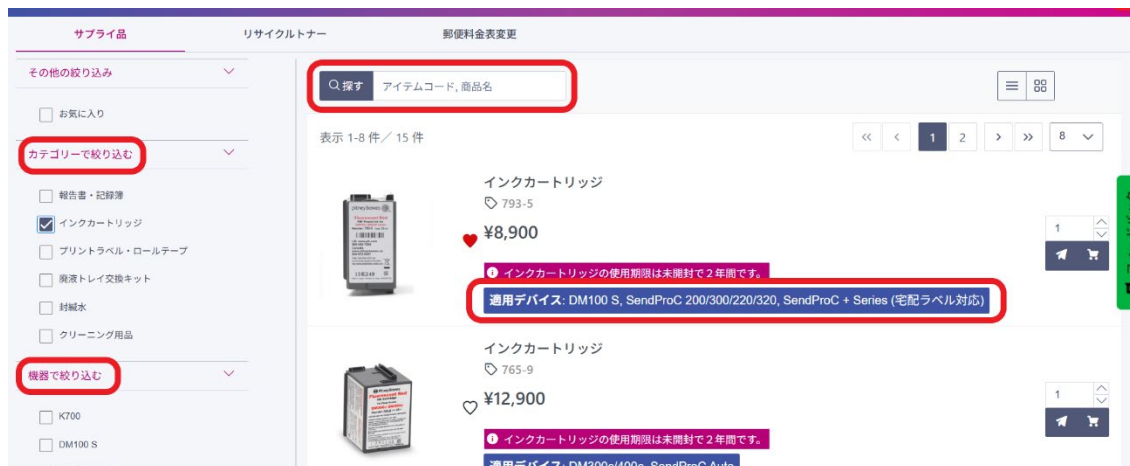 サプライ品
リサイクルトナー
郵便料金表変更
その他の絞り込み
お気に入り
カテゴリーで絞り込む
報告書・記録簿
インクカートリッジ
プリントラベル・ロールテープ
廃液トレイ交換キット
封緘水
クリーニング用品
機器で絞り込む
K700
DM100 S
探す アイテムコード, 商品名
表示 1-8 件／ 15 件
1 2 8
インクカートリッジ
793-5
¥8,900
1
インクカートリッジの使用期限は未開封で２年間です。
適用デバイス: DM100 S, SendProC 200/300/220/320, SendProC + Series (宅配ラベル対応)
インクカートリッジ
765-9
¥12,900
1
インクカートリッジの使用期限は未開封で２年間です。
適用デバイス: DM300c/400c, SendPro